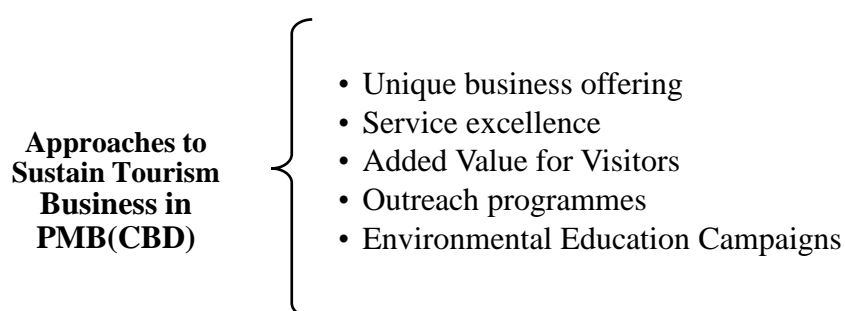 Approaches to
Sustain Tourism
Business in
PMB(CBD)
• Unique business offering
• Service excellence
• Added Value for Visitors
• Outreach programmes
• Environmental Education Campaigns